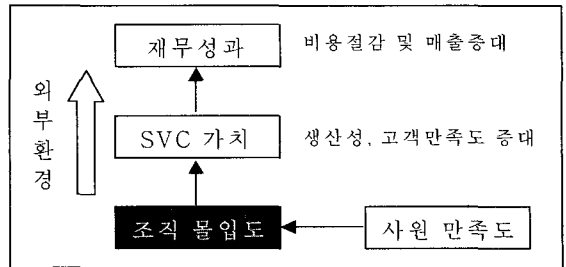 재무성과 비용절감 및 매출증대
외부환경
SVC 가치 생산성, 고객만족도 증대
조직 몰입도 사원 만족도